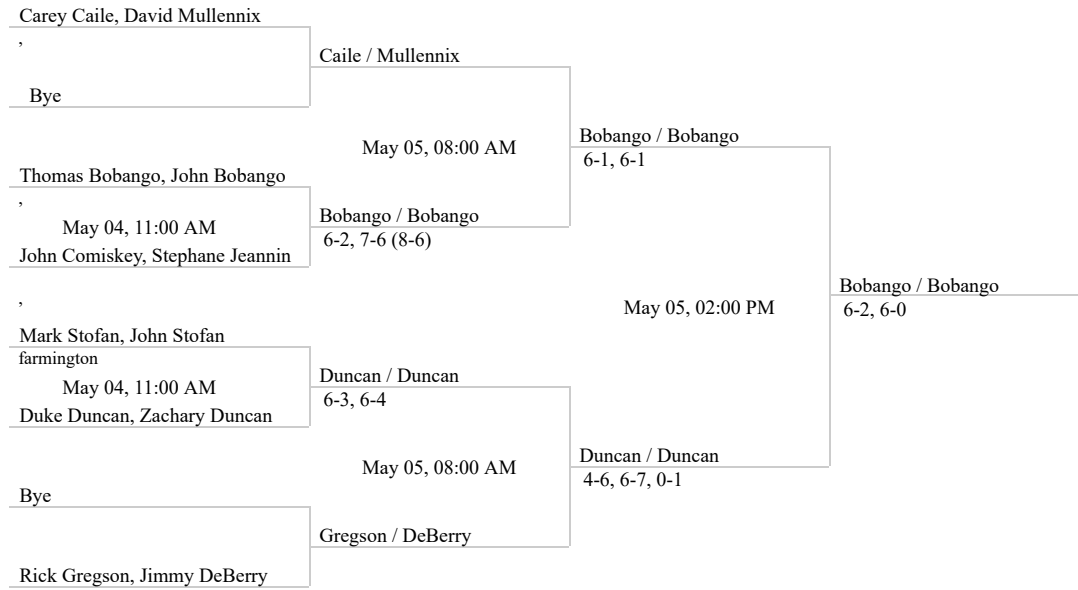 Carey Caile, David Mullennix
,
Caile / Mullennix
Bye
Bobango / Bobango
May 05, 08:00 AM
6-1, 6-1
Thomas Bobango, John Bobango
,
Bobango / Bobango
May 04, 11:00 AM
6-2, 7-6 (8-6)
John Comiskey, Stephane Jeannin
Bobango / Bobango
,
May 05, 02:00 PM
6-2, 6-0
Mark Stofan, John Stofan
farmington
Duncan / Duncan
May 04, 11:00 AM
6-3, 6-4
Duke Duncan, Zachary Duncan
Duncan / Duncan
May 05, 08:00 AM
4-6, 6-7, 0-1
Bye
Gregson / DeBerry
Rick Gregson, Jimmy DeBerry